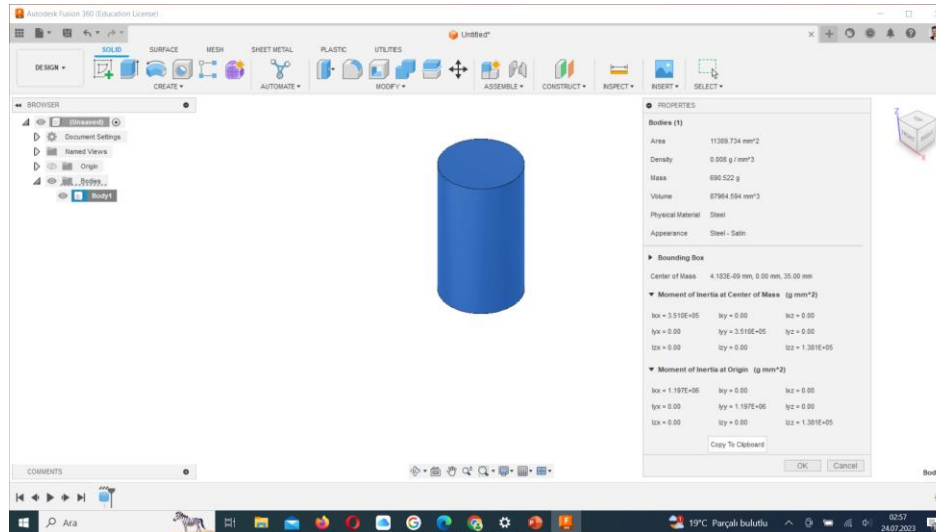 Autodesk Fusion 360 (Education License)
Untitled*
DESIGN
SOLID SURFACE MESH SHEET METAL PLASTIC UTILITIES
CREATE AUTOMATE MODIFY ASSEMBLE CONSTRUCT INSPECT INSERT SELECT
BROWSER
(Unsaved)
Document Settings
Named Views
Origin
Bodies
Body1
PROPERTIES
Bodies (1)
Area 11309.734 mm^2
Density 0.008 g / mm^3
Mass 690.522 g
Volume 87964.594 mm^3
Physical Material Steel
Appearance Steel - Satin
Bounding Box
Center of Mass 4.183E-09 mm, 0.00 mm, 35.00 mm
Moment of Inertia at Center of Mass (g mm^2)
Ixx = 3.510E+05 Ixy = 0.00 Ixz = 0.00
Iyx = 0.00 Iyy = 3.510E+05 Iyz = 0.00
Izx = 0.00 Izy = 0.00 Izz = 1.381E+05
Moment of Inertia at Origin (g mm^2)
Ixx = 1.197E+06 Ixy = 0.00 Ixz = 0.00
Iyx = 0.00 Iyy = 1.197E+06 Iyz = 0.00
Izx = 0.00 Izy = 0.00 Izz = 1.381E+05
Copy To Clipboard
OK Cancel
COMMENTS
Bod
Ara
19°C Parçalı bulutlu
02:57
24.07.2023